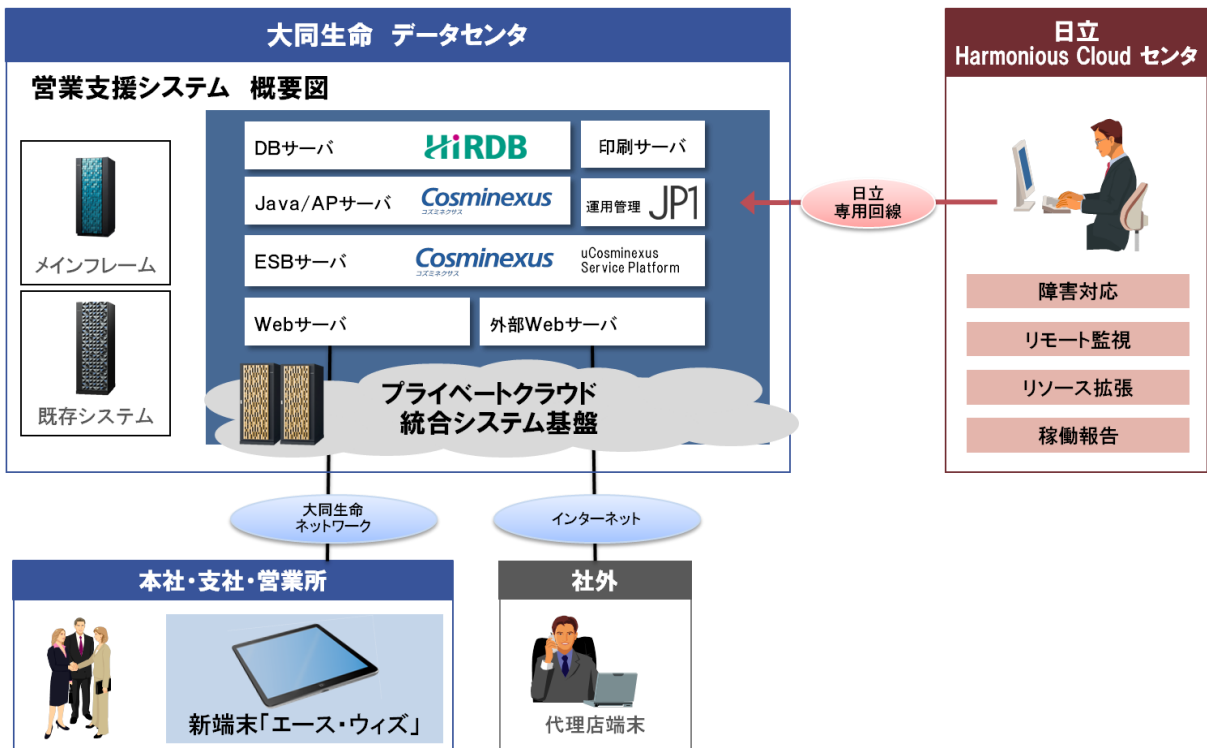 大同生命 データセンタ
営業支援システム 概要図
メインフレーム
既存システム
DBサーバ
HiRDB
印刷サーバ
Java/APサーバ
Cosminexus
コズミネクサス
運用管理 JP1
ESBサーバ
Cosminexus
コズミネクサス
uCosminexus
Service Platform
Webサーバ
外部Webサーバ
プライベートクラウド
統合システム基盤
日立
専用回線
日立
Harmonious Cloud センタ
障害対応
リモート監視
リソース拡張
稼働報告
大同生命
ネットワーク
インターネット
本社・支社・営業所
新端末「エース・ウィズ」
社外
代理店端末